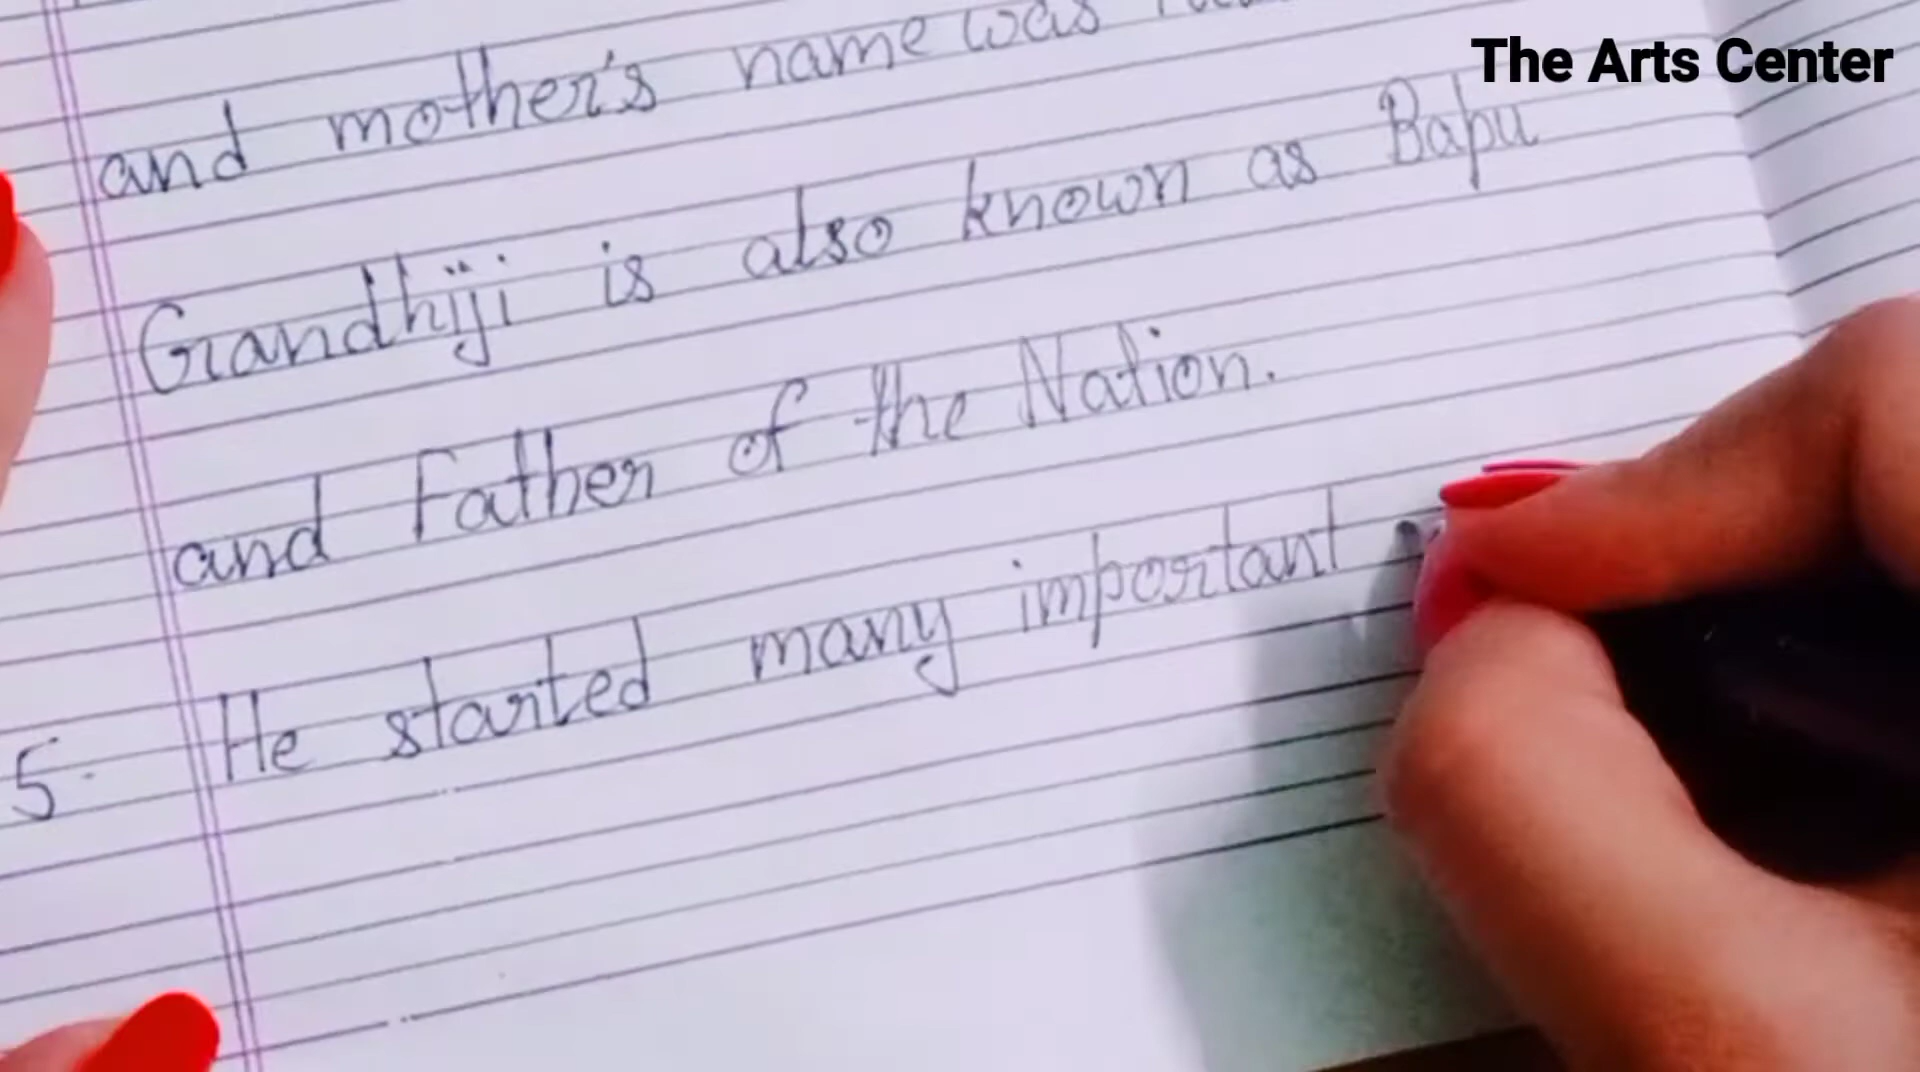 The Arts Center
and mother's name was
Gandhiji is also known as Bapu
and Father of the Nation.
5. He started many important